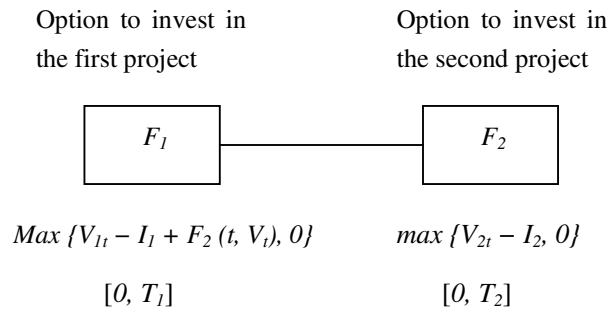 Option to invest in
the first project
Option to invest in
the second project
F₁
F₂
Max {V₁ₜ − I₁ + F₂ (t, Vₜ), 0}
max {V₂ₜ − I₂, 0}
[0, T₁]
[0, T₂]